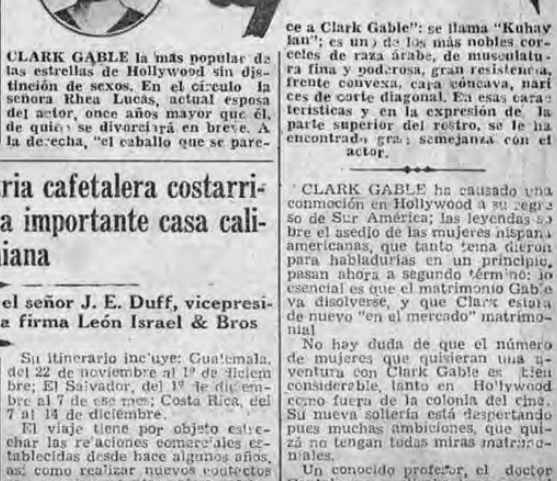 CLARK GABLE la más popular de
las estrellas de Hollywood sin dis-
tinción de sexos. En el círculo la
señora Rhea Lucas, actual esposa
del actor, once años mayor que él,
de quien se divorciará en breve. A
la derecha, "el caballo que se pare-
ce a Clark Gable": se llama "Kuhay
lan"; es uno de los más nobles cor-
celes de raza árabe, de musculatu-
ra fina y poderosa, gran resistencia,
frente convexa, cara cóncava, nari
ces de corte diagonal. En esas cara
terísticas y en la expresión de la
parte superior del rostro, se le ha
encontrado gran semejanza con el
actor.
ria cafetalera costarri-
a importante casa cali-
iana
el señor J. E. Duff, vicepresi-
a firma León Israel & Bros
Su itinerario incluye: Guatemala,
del 22 de noviembre al 1º de diciem
bre; El Salvador, del 1º de diciem-
bre al 7 de ese mes; Costa Rica, del
7 al 14 de diciembre.
El viaje tiene por objeto estre-
char las relaciones comerciales es-
tablecidas desde hace algunos años,
así como realizar nuevos contactos
CLARK GABLE ha causado una
conmoción en Hollywood a su regre
so de Sur América; las leyendas so
bre el asedio de las mujeres hispano
americanas, que tanto tema dieron
para habladurías en un principio,
pasan ahora a segundo término: lo
esencial es que el matrimonio Gable
va disolverse, y que Clark estará
de nuevo "en el mercado" matrimo-
nial
No hay duda de que el número
de mujeres que quisieran una a-
ventura con Clark Gable es bien
considerable, tanto en Hollywood
como fuera de la colonia del cine.
Su nueva soltería está despertando
pues muchas ambiciones, que qui-
zá no tengan todas miras matrimo-
niales.
Un conocido profesor, el doctor